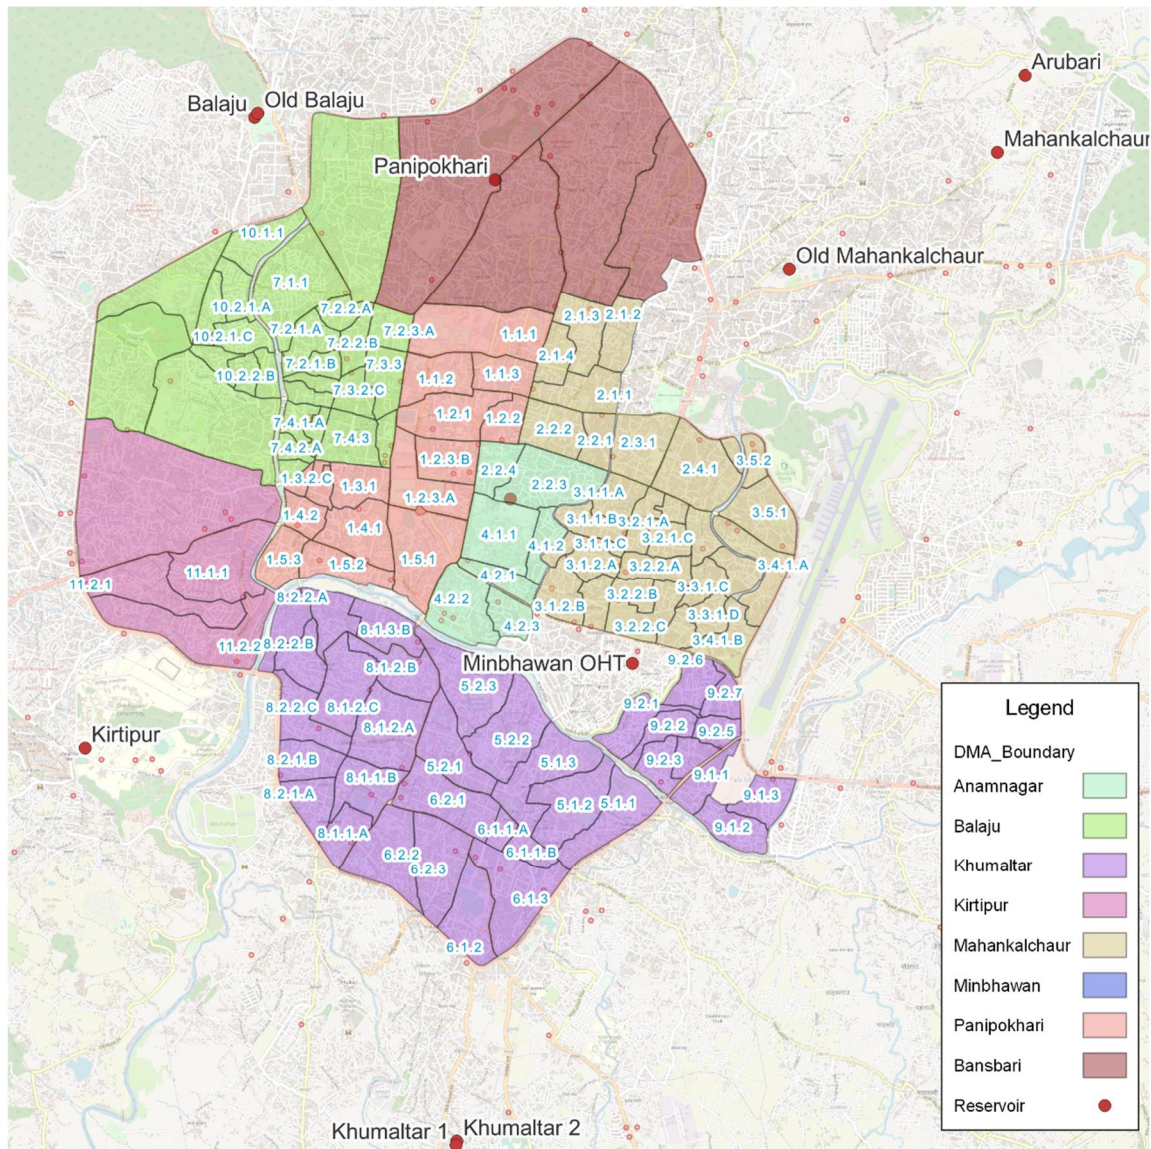 Arubari
Balaju
Old Balaju
Mahankalchaur
Panipokhari
10.1.1
Old Mahankalchaur
7.1.1
10.2.1.A
7.2.2.A
2.1.3
2.1.2
7.2.1.A
7.2.3.A
1.1.1
10.2.1.C
7.2.2.B
2.1.4
7.2.1.B
7.3.3
10.2.2.B
1.1.2
1.1.3
7.3.2.C
2.1.1
1.2.1
1.2.2
7.4.1.A
2.2.2
7.4.3
2.2.1
2.3.1
7.4.2.A
1.2.3.B
2.2.4
2.4.1
3.5.2
1.3.2.C
1.3.1
2.2.3
3.1.1.A
1.2.3.A
1.4.2
3.5.1
1.4.1
3.1.1.B
3.2.1.A
4.1.1
3.2.1.C
4.1.2
3.1.1.C
1.5.3
1.5.2
1.5.1
3.1.2.A
3.2.2.A
3.4.1.A
11.1.1
4.2.1
11.2.1
3.3.1.C
8.2.2.A
4.2.2
3.2.2.B
3.1.2.B
3.3.1.D
8.1.3.B
4.2.3
3.2.2.C
11.2.2
8.2.2.B
3.4.1.B
8.1.2.B
Minbhawan OHT
9.2.6
5.2.3
9.2.7
8.2.2.C
8.1.2.C
9.2.1
8.1.2.A
9.2.2
9.2.5
Kirtipur
5.2.2
8.2.1.B
5.2.1
5.1.3
9.2.3
8.1.1.B
9.1.1
8.2.1.A
6.2.1
5.1.2
5.1.1
9.1.3
8.1.1.A
6.1.1.A
9.1.2
6.2.2
6.1.1.B
6.2.3
6.1.3
6.1.2
Khumaltar 1
Khumaltar 2
Legend
DMA_Boundary
Anamnagar
Balaju
Khumaltar
Kirtipur
Mahankalchaur
Minbhawan
Panipokhari
Bansbari
Reservoir